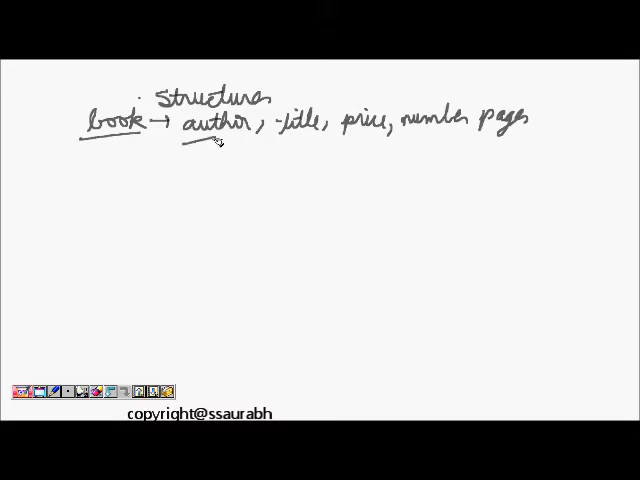 structures
book → author, title, price, number pages
copyright@ssaurabh